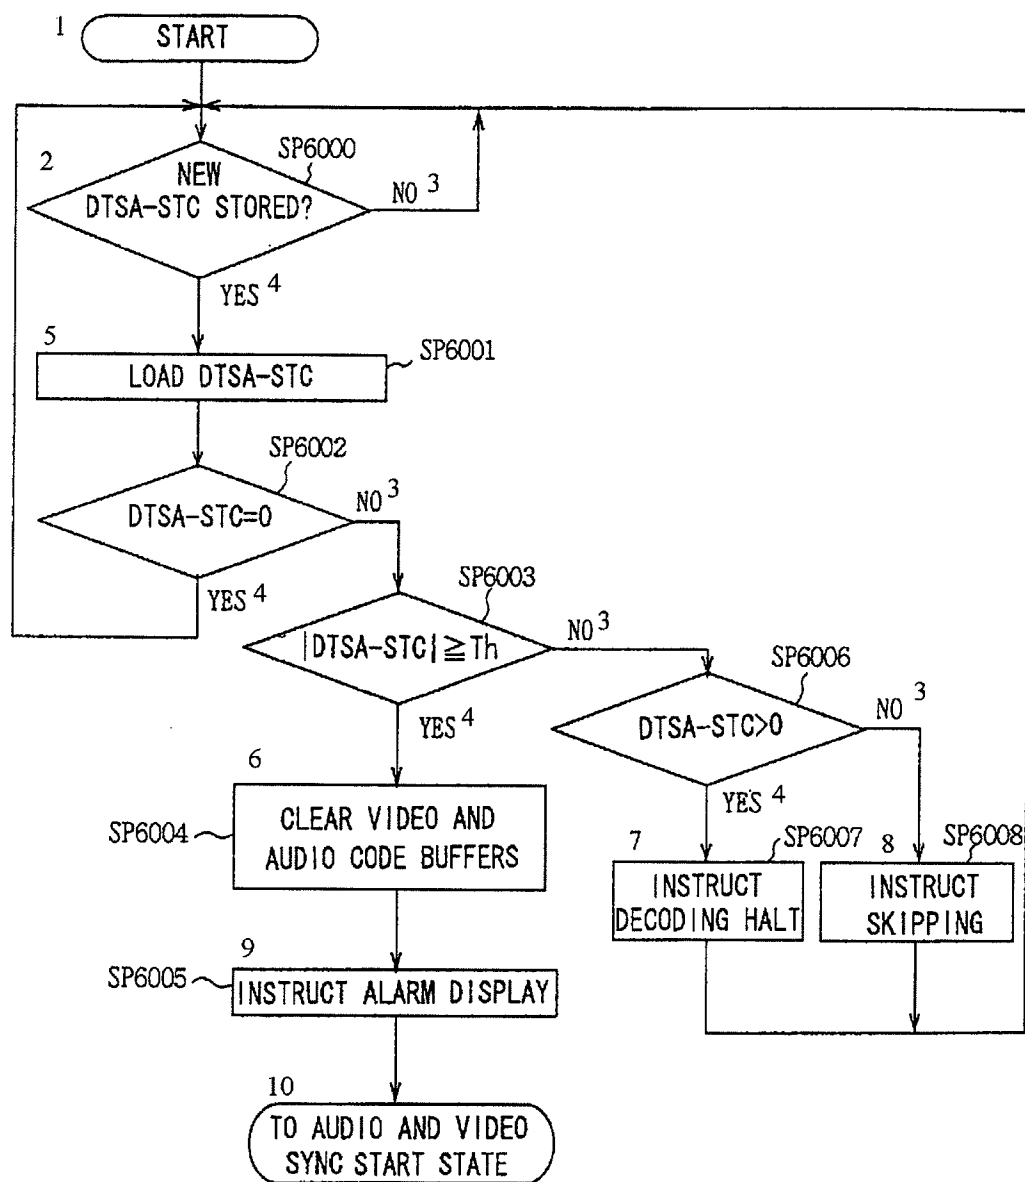 1
START
SP6000
2
NEW
DTSA-STC STORED?
NO 3
YES 4
5
SP6001
LOAD DTSA-STC
SP6002
DTSA-STC=0
NO 3
YES 4
SP6003
|DTSA-STC|≧Th
NO 3
YES 4
SP6006
DTSA-STC>0
NO 3
YES 4
6
SP6004
CLEAR VIDEO AND
AUDIO CODE BUFFERS
7
SP6007
INSTRUCT
DECODING HALT
8
SP6008
INSTRUCT
SKIPPING
9
SP6005
INSTRUCT ALARM DISPLAY
10
TO AUDIO AND VIDEO
SYNC START STATE